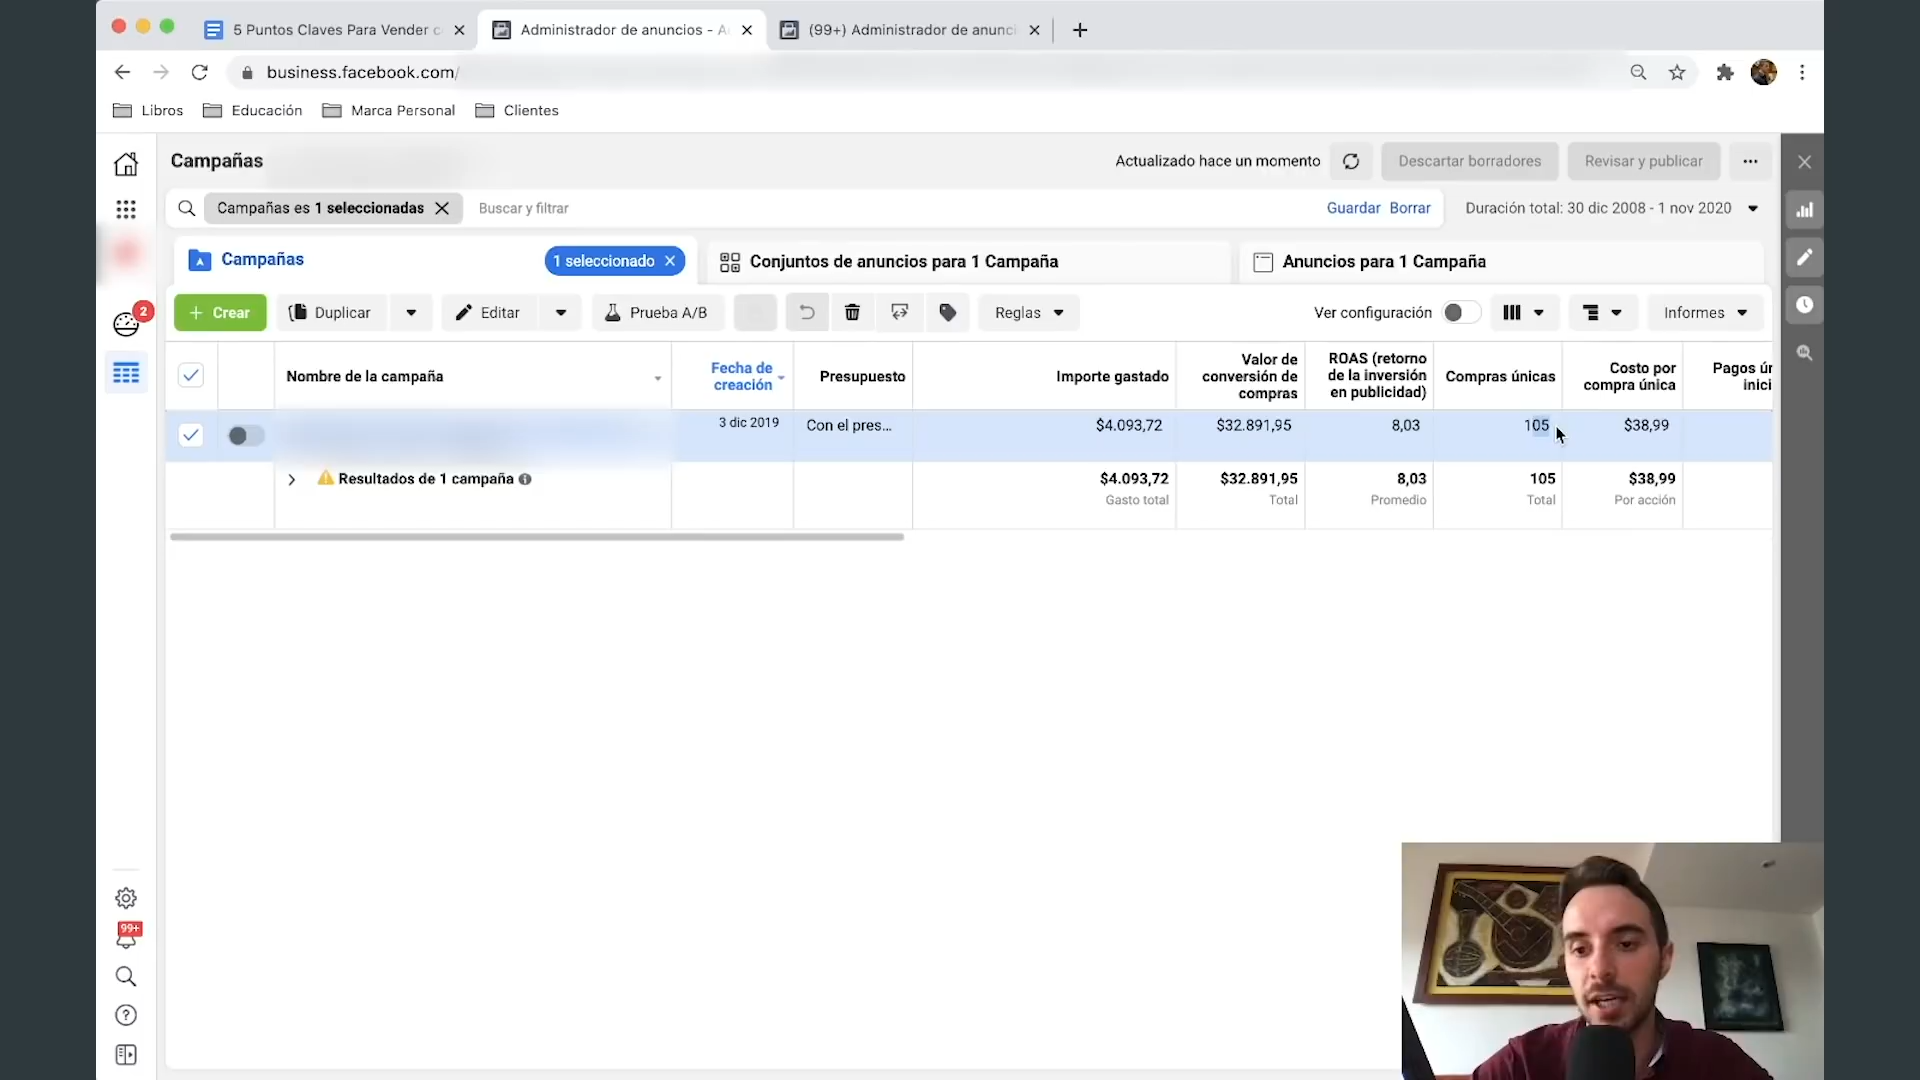 5 Puntos Claves Para Vender c
Administrador de anuncios - A
(99+) Administrador de anunci
business.facebook.com/
Libros
Educación
Marca Personal
Clientes
Campañas
Actualizado hace un momento
Descartar borradores
Revisar y publicar
Campañas es 1 seleccionadas
Buscar y filtrar
Guardar
Borrar
Duración total: 30 dic 2008 - 1 nov 2020
Campañas
1 seleccionado
Conjuntos de anuncios para 1 Campaña
Anuncios para 1 Campaña
2
Crear
Duplicar
Editar
Prueba A/B
Reglas
Ver configuración
Informes
Nombre de la campaña
Fecha de creación
Presupuesto
Importe gastado
Valor de conversión de compras
ROAS (retorno de la inversión en publicidad)
Compras únicas
Costo por compra única
Pagos úr
inici
3 dic 2019
Con el pres...
$4.093,72
$32.891,95
8,03
105
$38,99
Resultados de 1 campaña
$4.093,72
$32.891,95
8,03
105
$38,99
Gasto total
Total
Promedio
Total
Por acción
99+